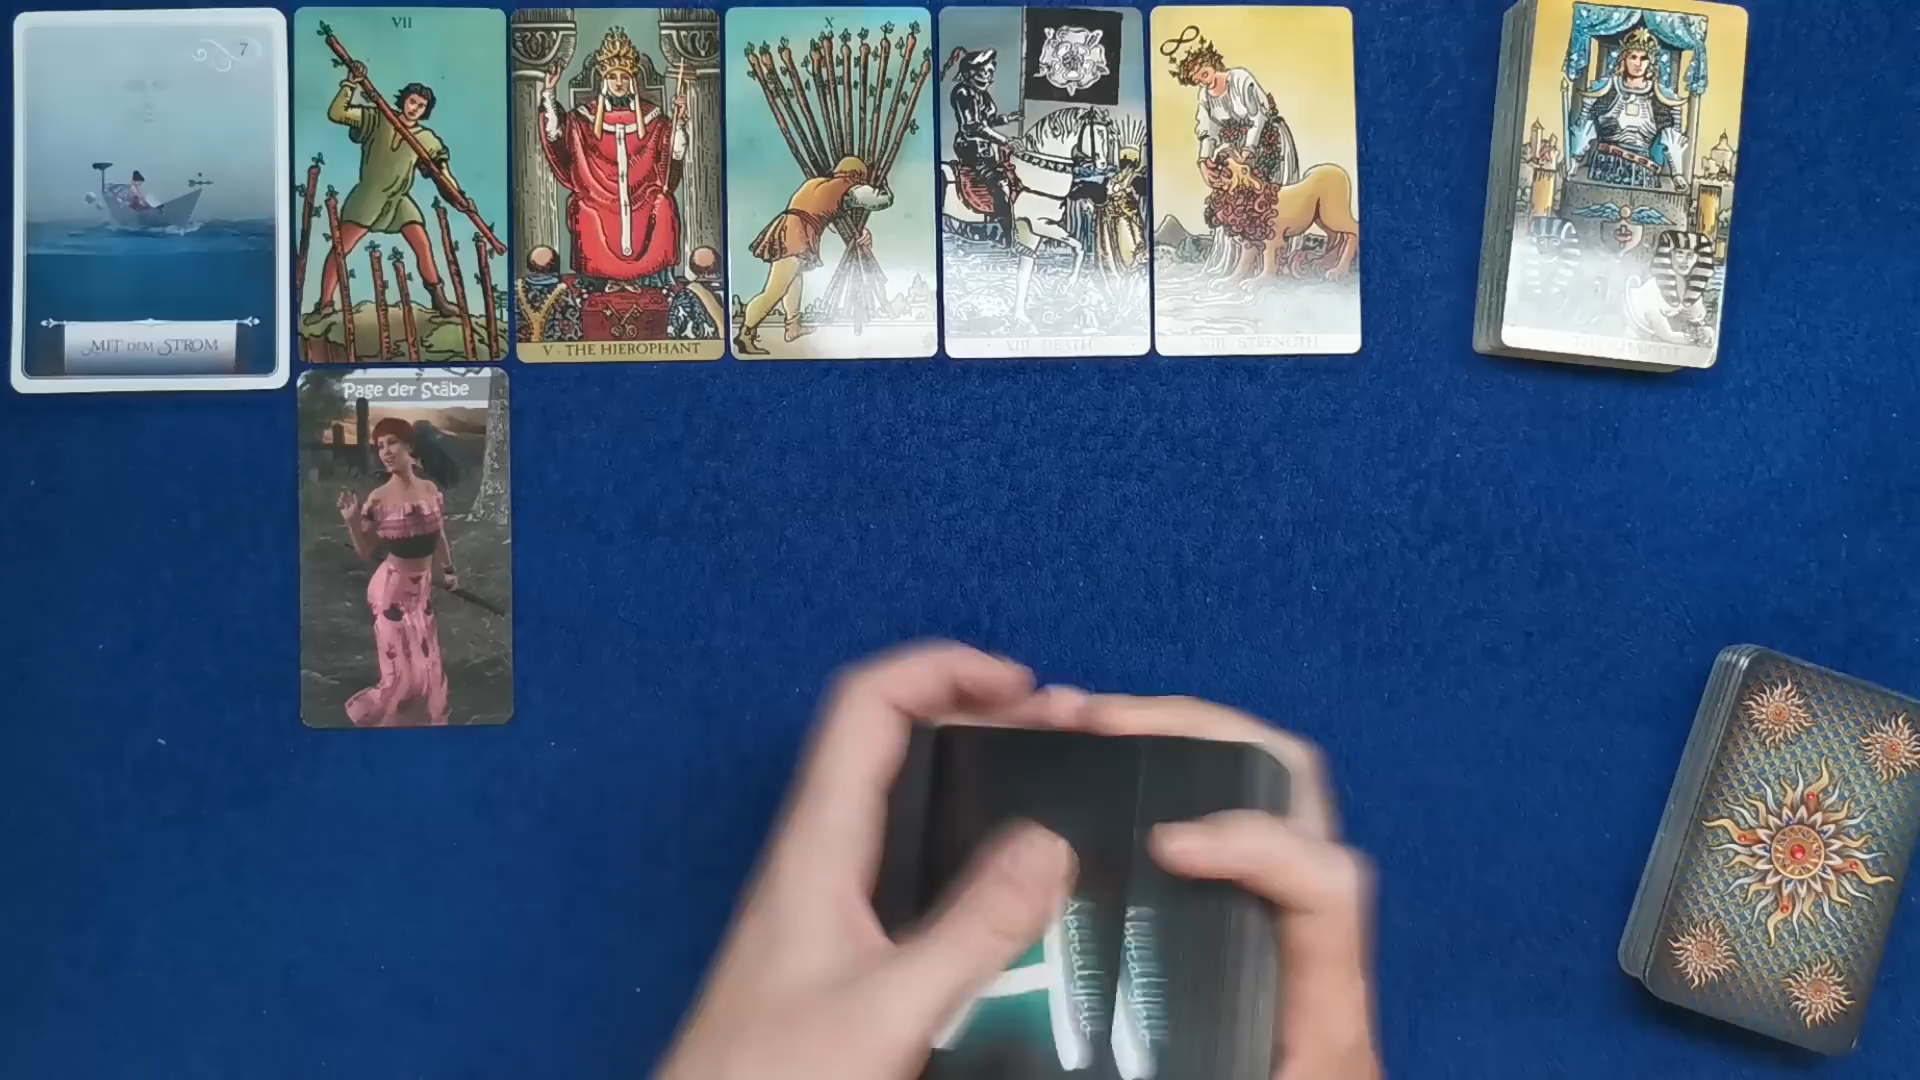 7
MIT DEM STROM
VII
V · THE HIEROPHANT
X
XIII DEATH
VIII STRENGTH
Page der Stäbe